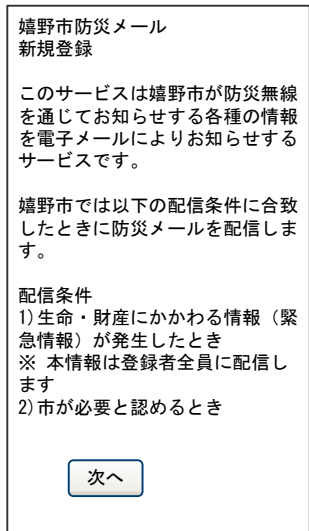 嬉野市防災メール
新規登録
このサービスは嬉野市が防災無線
を通じてお知らせする各種の情報
を電子メールによりお知らせする
サービスです。
嬉野市では以下の配信条件に合致
したときに防災メールを配信しま
す。
配信条件
1)生命・財産にかかわる情報（緊
急情報）が発生したとき
※ 本情報は登録者全員に配信し
ます
2)市が必要と認めるとき
次へ